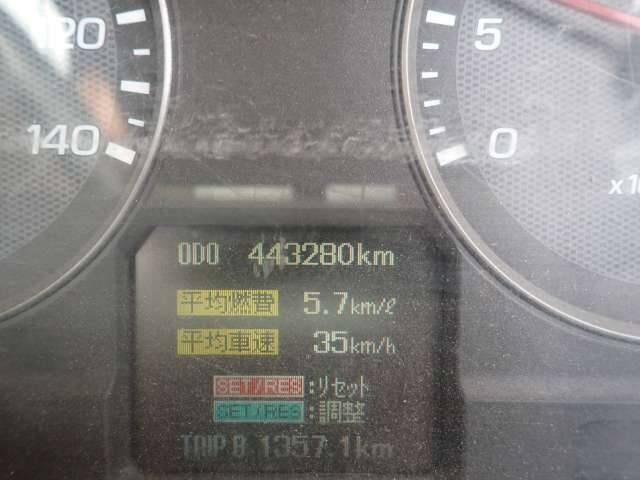 120
140
5
0
x1
ODO 443280km
平均燃費 5.7km/ℓ
平均車速 35km/h
SET/RES :リセット
SET/RES :調整
TRIP B 1357.1km